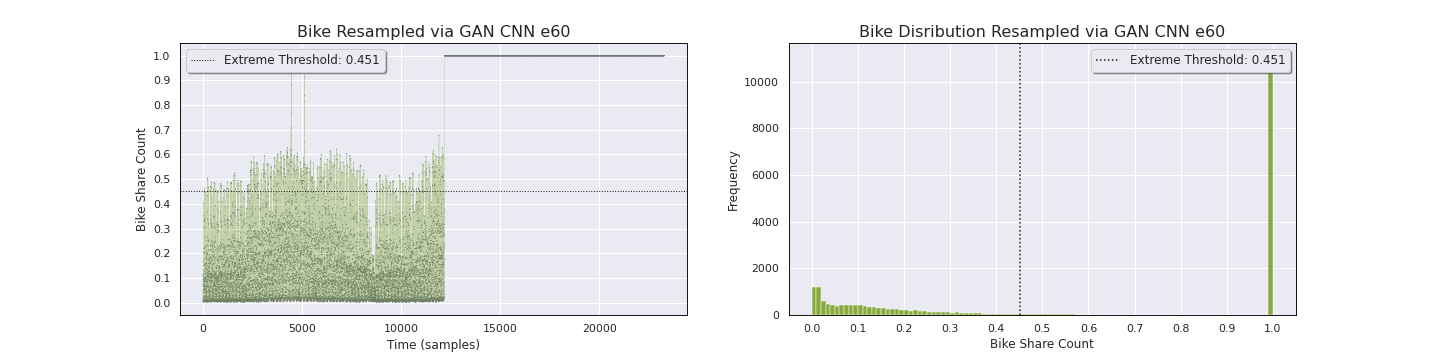 Bike Resampled via GAN CNN e60
Extreme Threshold: 0.451
Bike Share Count
1.0
0.9
0.8
0.7
0.6
0.5
0.4
0.3
0.2
0.1
0.0
0 5000 10000 15000 20000
Time (samples)
Bike Disribution Resampled via GAN CNN e60
Extreme Threshold: 0.451
Frequency
10000
8000
6000
4000
2000
0
0.0 0.1 0.2 0.3 0.4 0.5 0.6 0.7 0.8 0.9 1.0
Bike Share Count